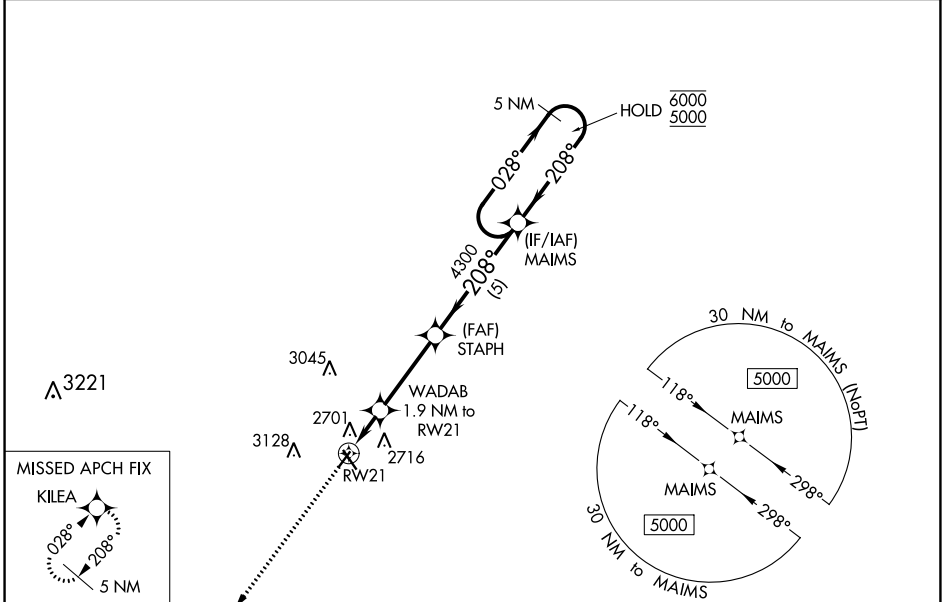 5 NM
HOLD 6000
5000
028°
208°
(IF/IAF)
MAIMS
4300
208°
(5)
(FAF)
STAPH
3045
3221
WADAB
1.9 NM to
RW21
2701
2716
3128
RW21
MISSED APCH FIX
KILEA
028°
208°
5 NM
30 NM to MAIMS (NoPT)
5000
118°
MAIMS
298°
118°
MAIMS
298°
5000
30 NM to MAIMS